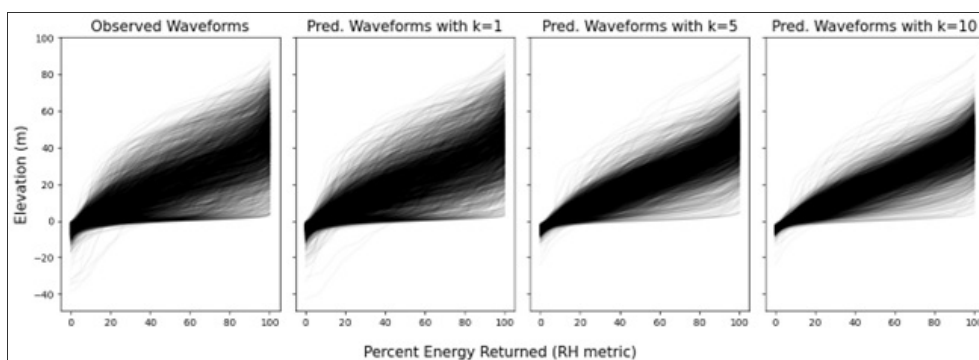 Observed Waveforms
Pred. Waveforms with k=1
Pred. Waveforms with k=5
Pred. Waveforms with k=10
Elevation (m)
100
80
60
40
20
0
−20
−40
0 20 40 60 80 100
0 20 40 60 80 100
0 20 40 60 80 100
0 20 40 60 80 100
Percent Energy Returned (RH metric)